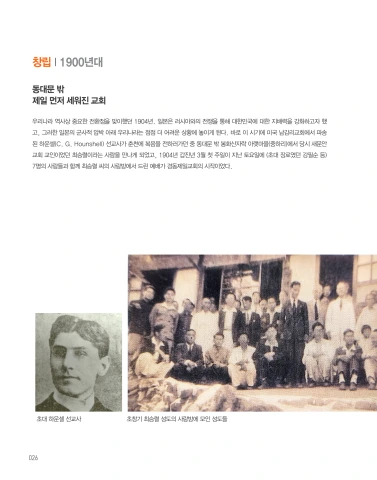 창립 | 1900년대
동대문 밖
제일 먼저 세워진 교회
우리나라 역사상 중요한 전환점을 맞이했던 1904년. 일본은 러시아와의 전쟁을 통해 대한민국에 대한 지배력을 강화하고자 했
고, 그러한 일본의 군사적 압박 아래 우리나라는 점점 더 어려운 상황에 놓이게 된다. 바로 이 시기에 미국 남감리교회에서 파송
된 하운셀(C. G. Hounshell) 선교사가 춘천에 복음을 전하러가던 중 동대문 밖 봉화산자락 아랫마을(중하리)에서 당시 세문안
교회 교인이었던 최승렬이라는 사람을 만나게 되었고, 1904년 갑진년 3월 첫 주일이 지난 토요일에 (초대 장로였던 강일순 등)
7명의 사람들과 함께 최승렬 씨의 사랑방에서 드린 예배가 경동제일교회의 시작이었다.
초대 하운셀 선교사
초창기 최승렬 성도의 사랑방에 모인 성도들
026